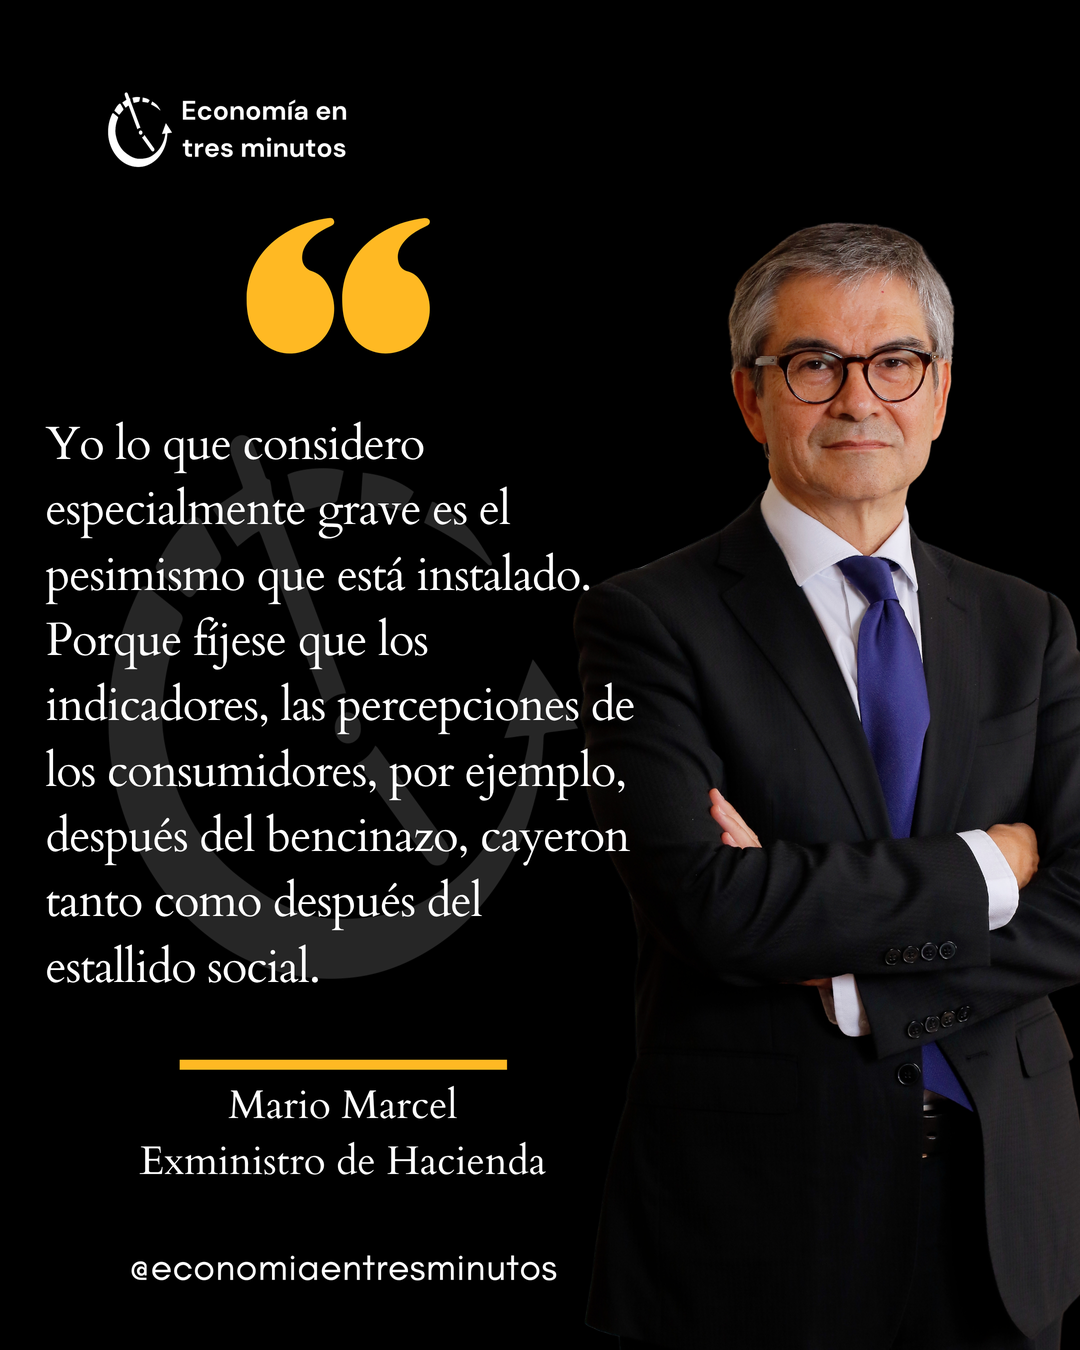 Economía en
tres minutos
Yo lo que considero
especialmente grave es el
pesimismo que está instalado.
Porque fíjese que los
indicadores, las percepciones de
los consumidores, por ejemplo,
después del bencinazo, cayeron
tanto como después del
estallido social.
Mario Marcel
Exministro de Hacienda
@economiaentresminutos